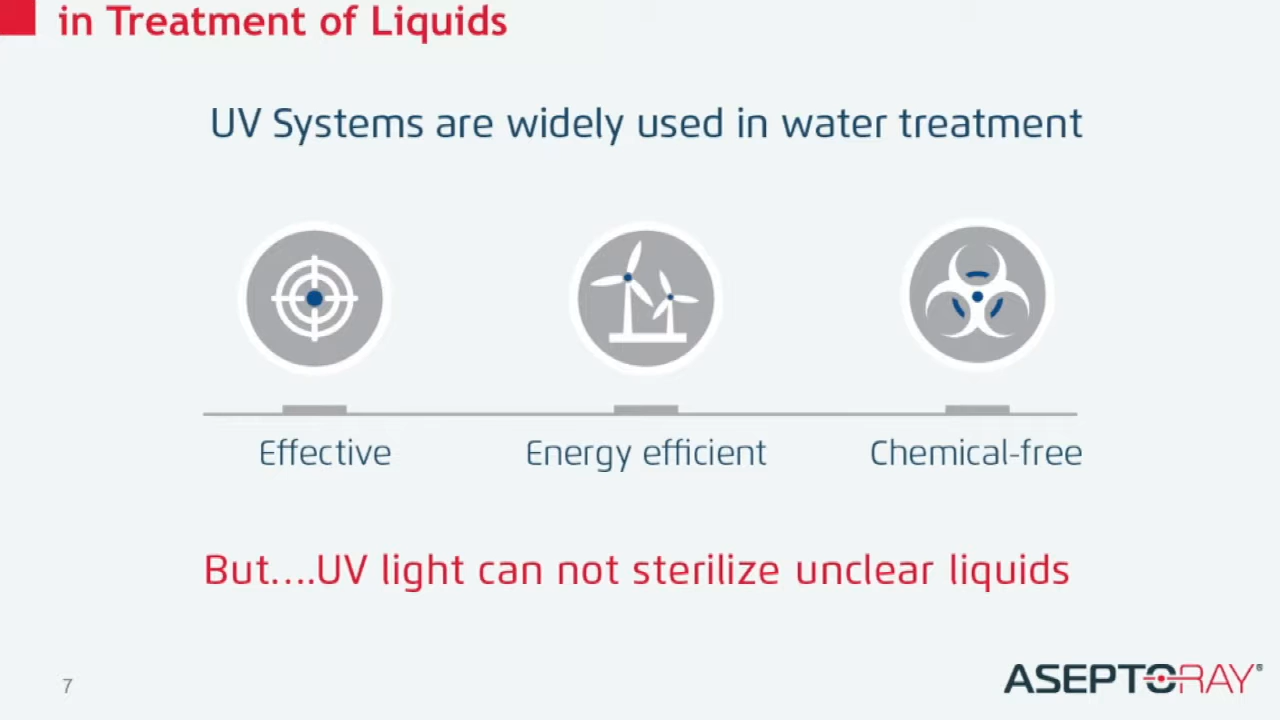 in Treatment of Liquids
UV Systems are widely used in water treatment
Effective
Energy efficient
Chemical-free
But....UV light can not sterilize unclear liquids
7
ASEPTORAY®